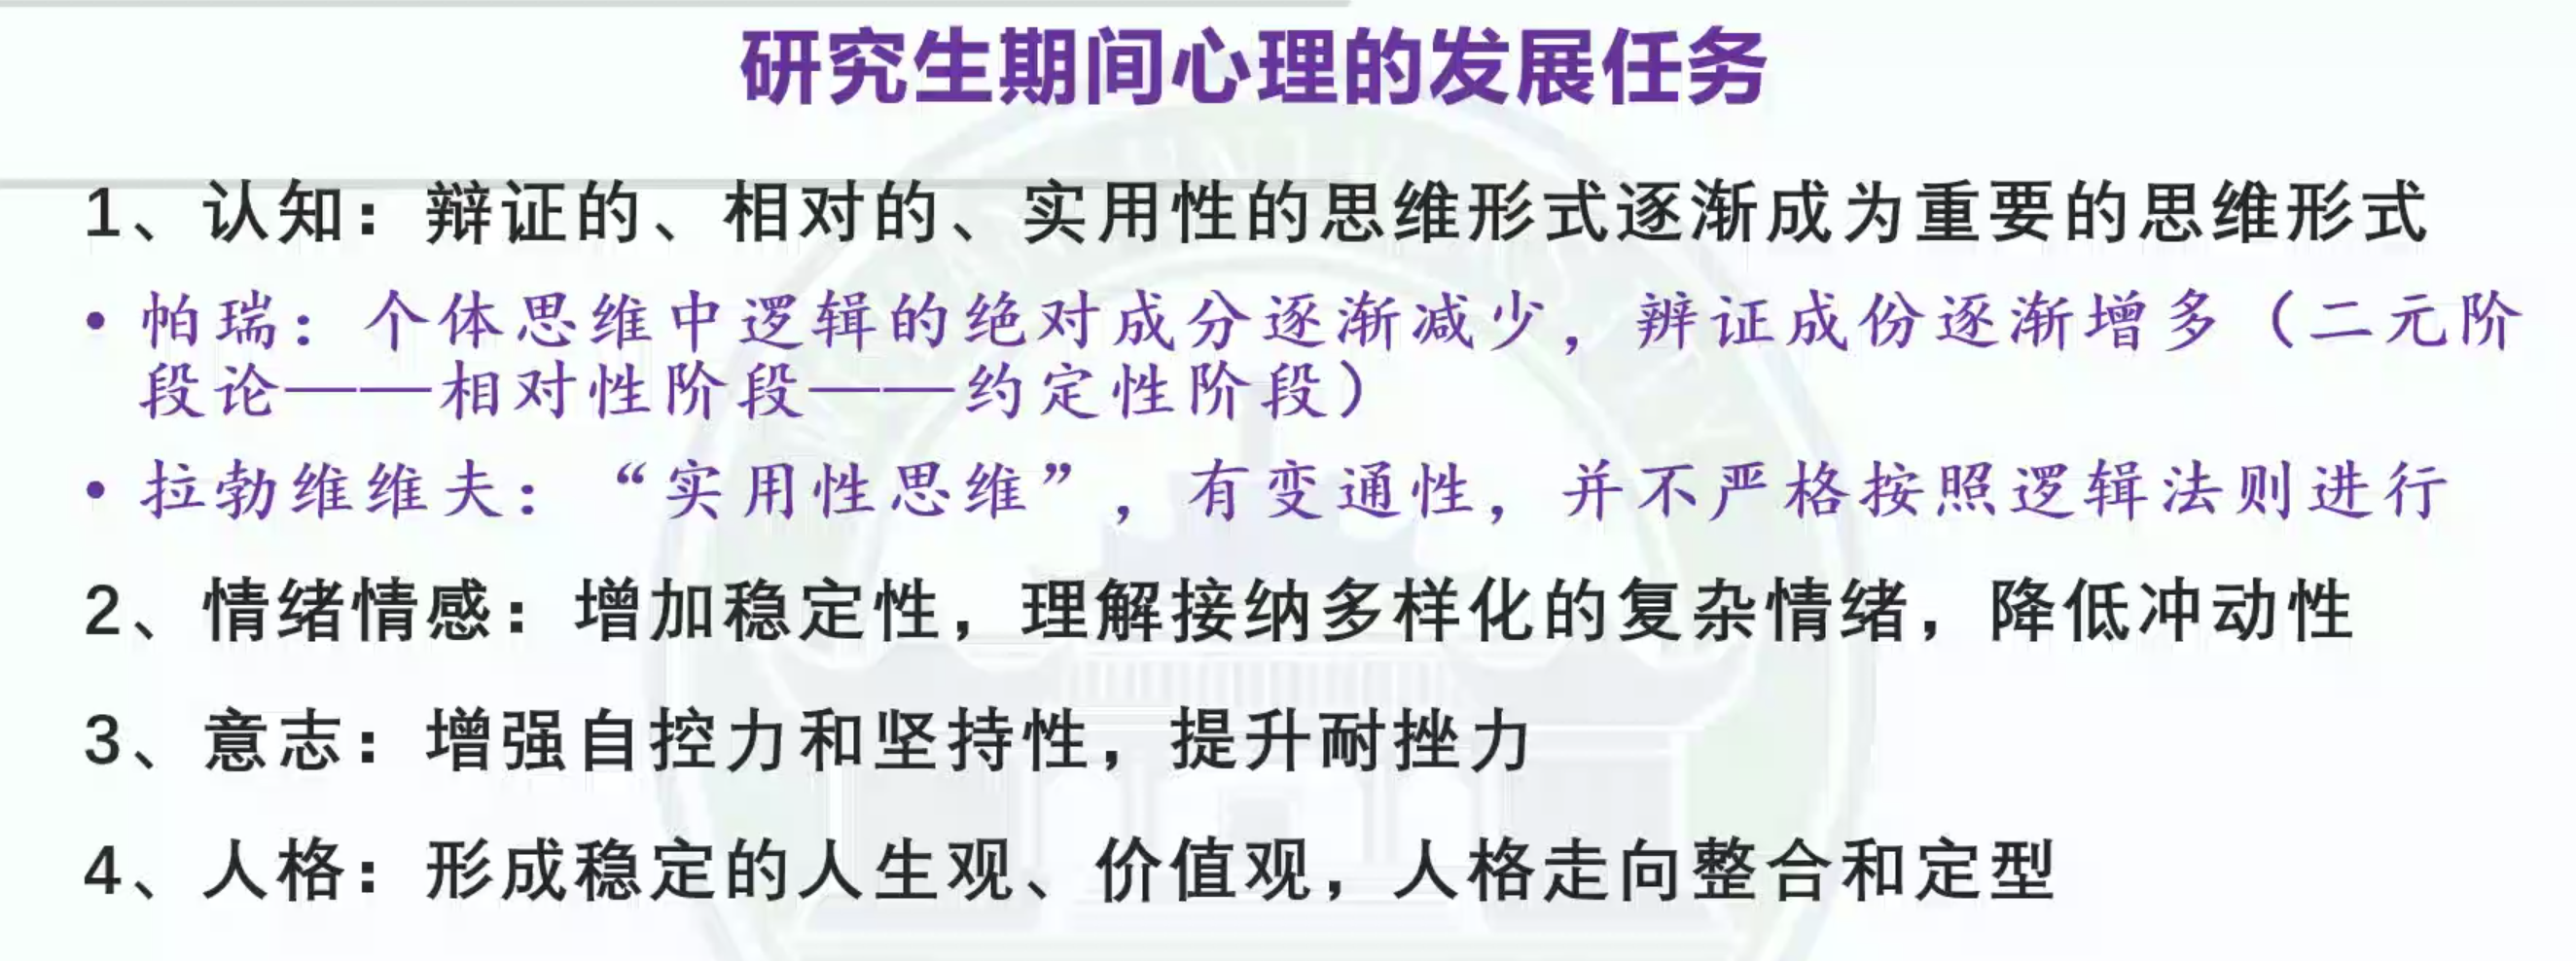 研究生期间心理的发展任务
1、认知：辩证的、相对的、实用性的思维形式逐渐成为重要的思维形式
• 帕瑞：个体思维中逻辑的绝对成分逐渐减少，辨证成份逐渐增多（二元阶
段论——相对性阶段——约定性阶段）
• 拉勃维维夫：“实用性思维”，有变通性，并不严格按照逻辑法则进行
2、情绪情感：增加稳定性，理解接纳多样化的复杂情绪，降低冲动性
3、意志：增强自控力和坚持性，提升耐挫力
4、人格：形成稳定的人生观、价值观，人格走向整合和定型